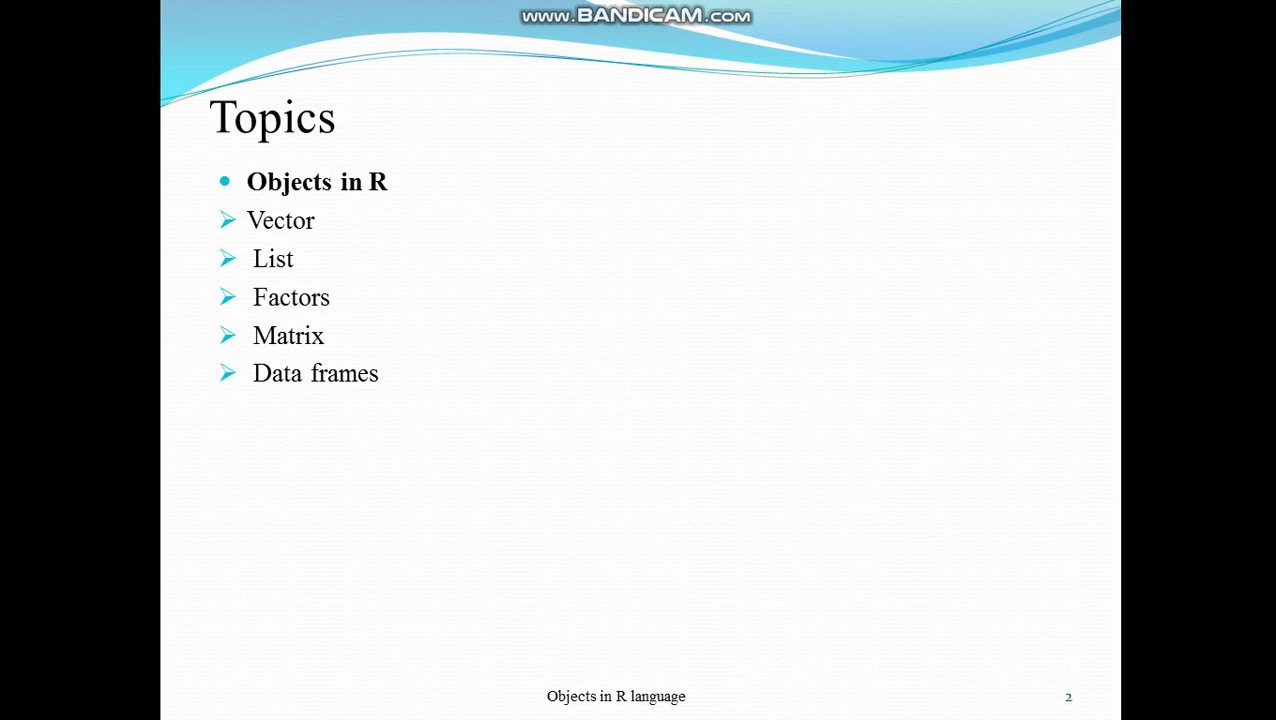 www.BANDICAM.com
Topics
Objects in R
Vector
List
Factors
Matrix
Data frames
Objects in R language
2